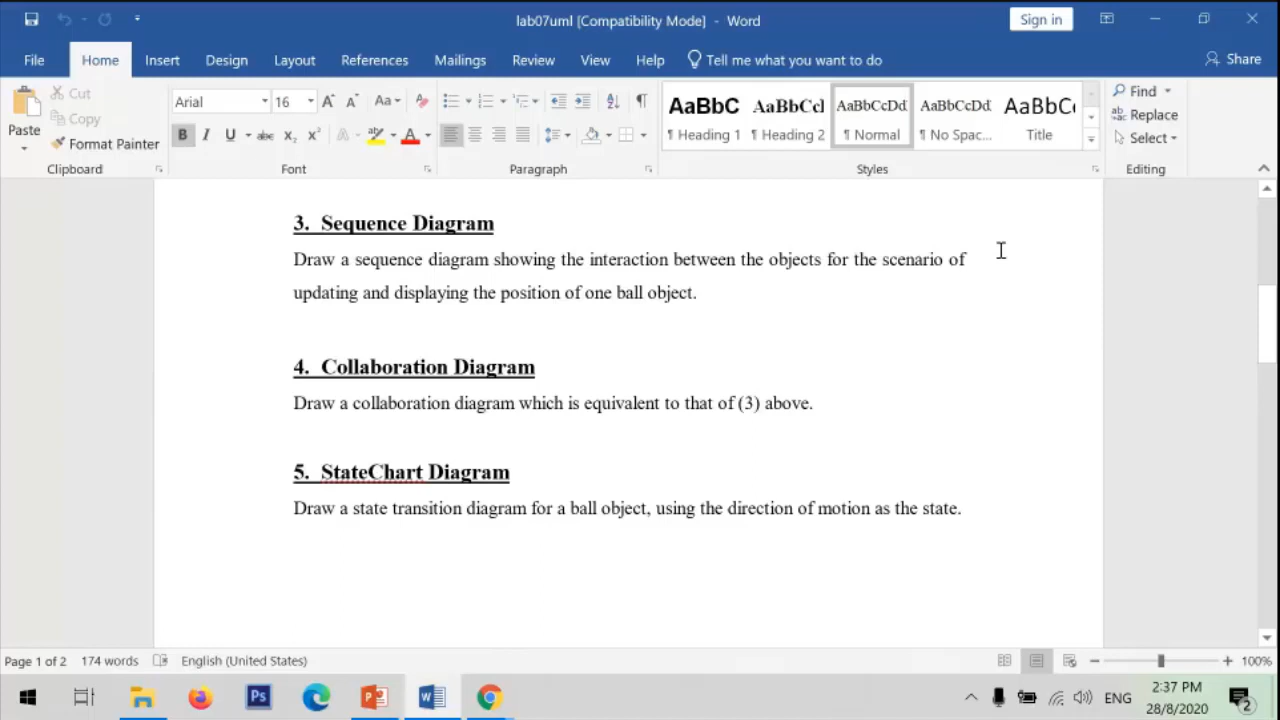 lab07uml [Compatibility Mode] - Word
Sign in
File Home Insert Design Layout References Mailings Review View Help Tell me what you want to do Share
Paste
Cut
Copy
Format Painter
Clipboard
Arial 16
Font
Paragraph
AaBbC AaBbCcl AaBbCcDd AaBbCcDd AaBbC
¶ Heading 1 ¶ Heading 2 ¶ Normal ¶ No Spac... Title
Styles
Find
Replace
Select
Editing
3. Sequence Diagram
Draw a sequence diagram showing the interaction between the objects for the scenario of
updating and displaying the position of one ball object.
4. Collaboration Diagram
Draw a collaboration diagram which is equivalent to that of (3) above.
5. StateChart Diagram
Draw a state transition diagram for a ball object, using the direction of motion as the state.
Page 1 of 2 174 words English (United States) 100%
ENG
2:37 PM
28/8/2020
2